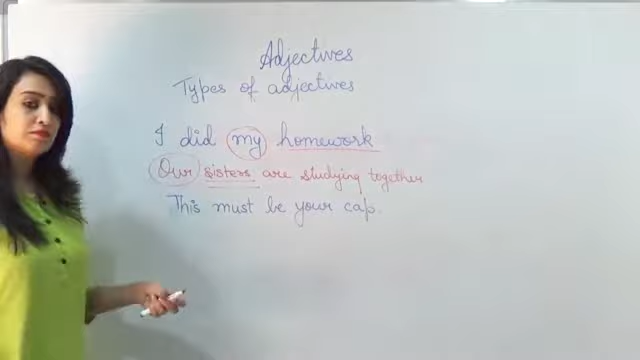 Adjectives
Types of adjectives
I did my homework
Our sisters are studying together
This must be your cap.